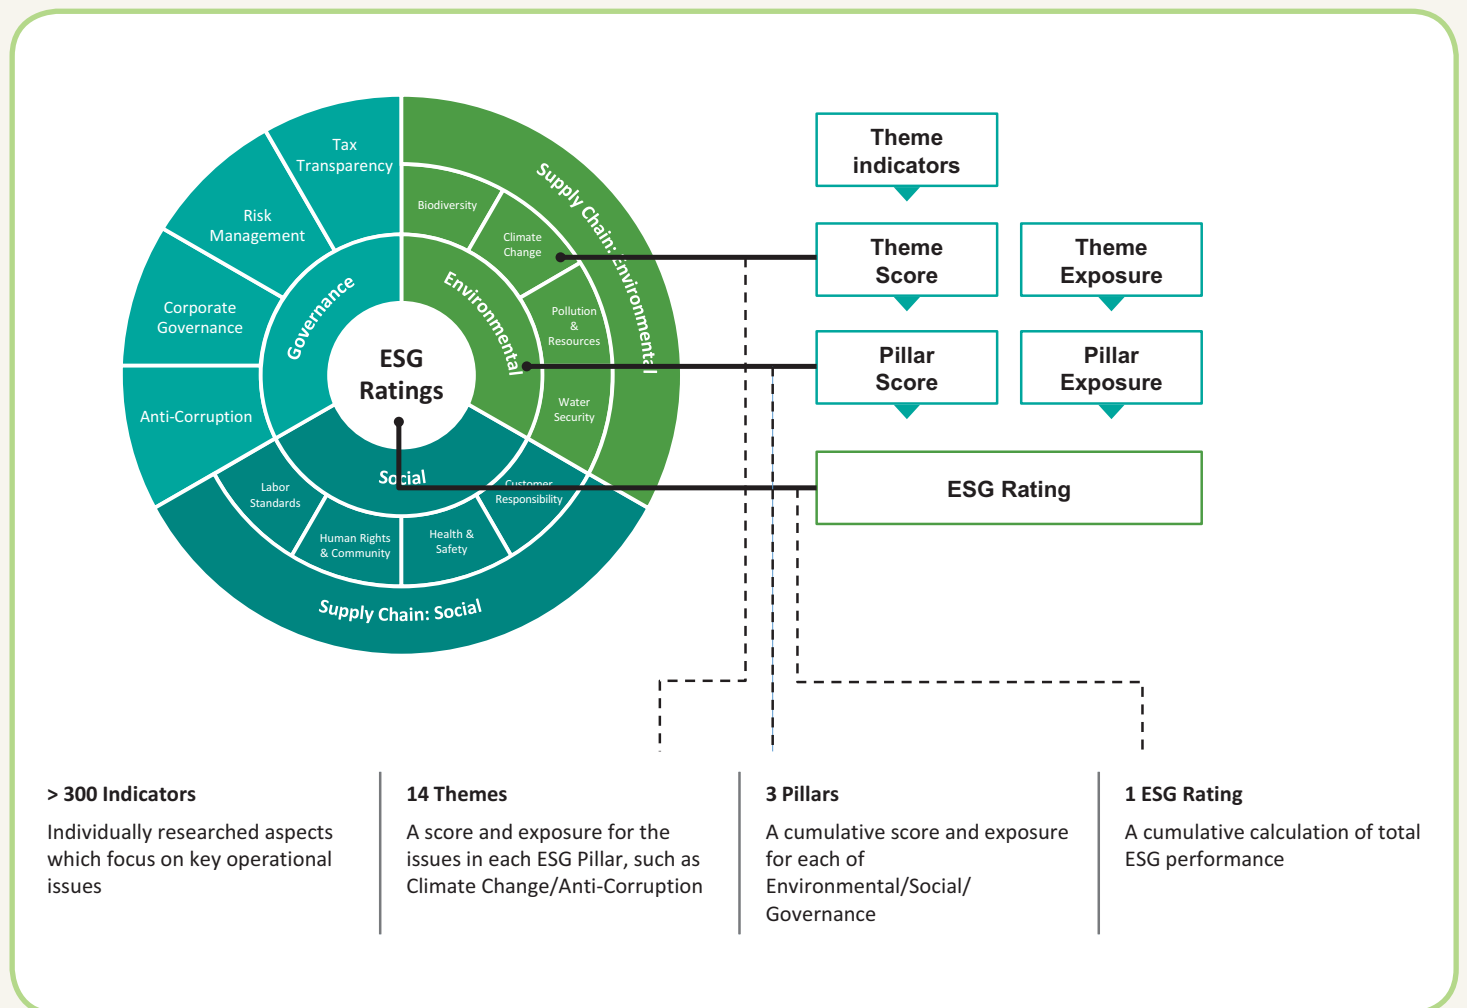 Tax
Transparency
Risk
Management
Corporate
Governance
Anti-Corruption
Governance
Environmental
Social
ESG
Ratings
Biodiversity
Climate
Change
Pollution
&
Resources
Water
Security
Supply Chain: Environmental
Labor
Standards
Human Rights
& Community
Health &
Safety
Customer
Responsibility
Supply Chain: Social
Theme
indicators
Theme
Score
Theme
Exposure
Pillar
Score
Pillar
Exposure
ESG Rating
> 300 Indicators
Individually researched aspects
which focus on key operational
issues
14 Themes
A score and exposure for the
issues in each ESG Pillar, such as
Climate Change/Anti-Corruption
3 Pillars
A cumulative score and exposure
for each of
Environmental/Social/
Governance
1 ESG Rating
A cumulative calculation of total
ESG performance